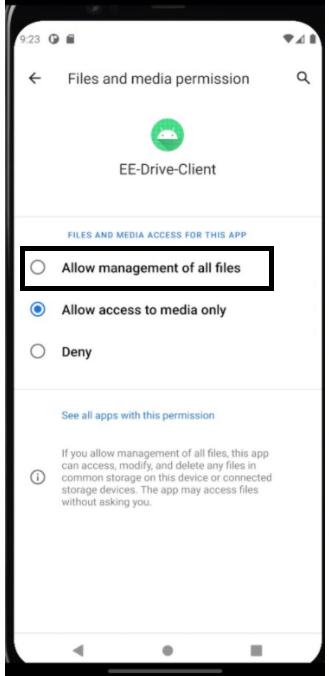 9:23
Files and media permission
EE-Drive-Client
FILES AND MEDIA ACCESS FOR THIS APP
Allow management of all files
Allow access to media only
Deny
See all apps with this permission
If you allow management of all files, this app
can access, modify, and delete any files in
common storage on this device or connected
storage devices. The app may access files
without asking you.